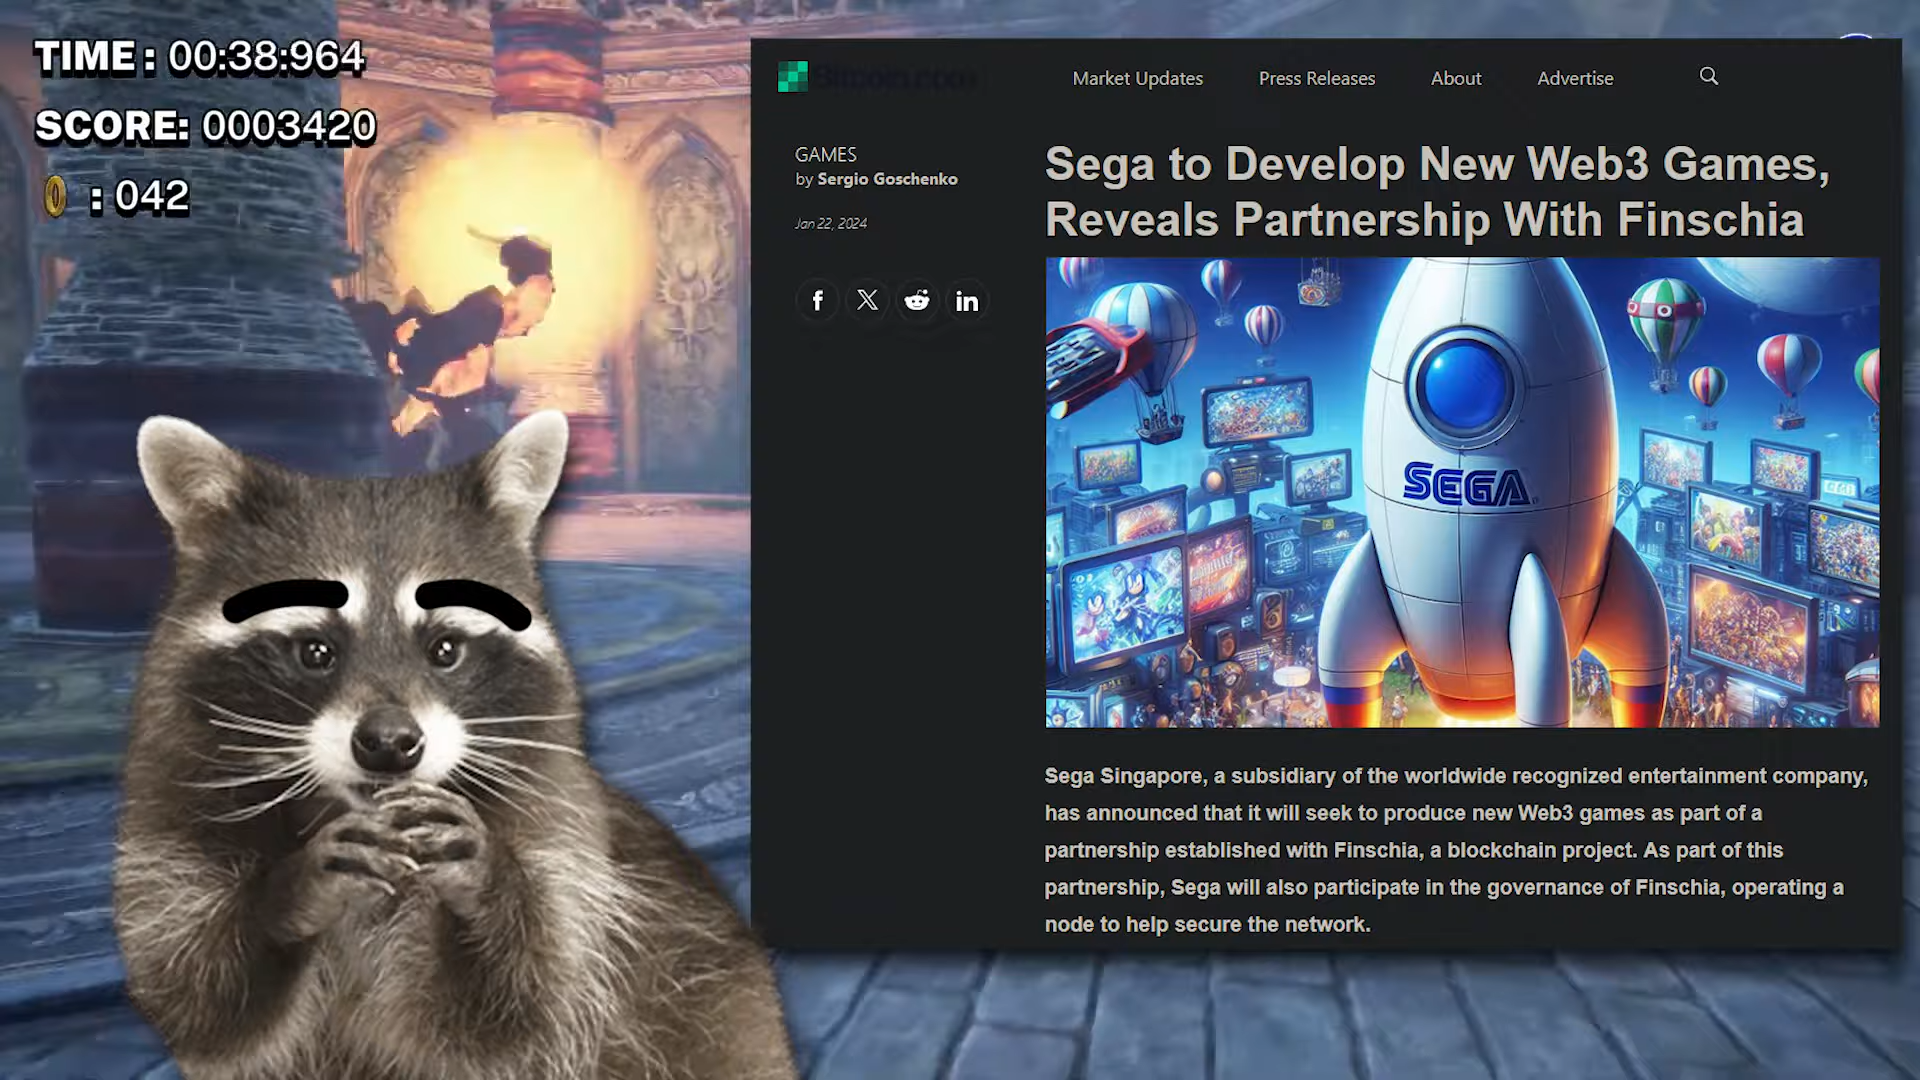 TIME : 00:38:964
SCORE: 0003420
: 042
Bitcoin.com
Market Updates
Press Releases
About
Advertise
GAMES
by Sergio Goschenko
Jan 22, 2024
Sega to Develop New Web3 Games,
Reveals Partnership With Finschia
SEGA
Sega Singapore, a subsidiary of the worldwide recognized entertainment company,
has announced that it will seek to produce new Web3 games as part of a
partnership established with Finschia, a blockchain project. As part of this
partnership, Sega will also participate in the governance of Finschia, operating a
node to help secure the network.